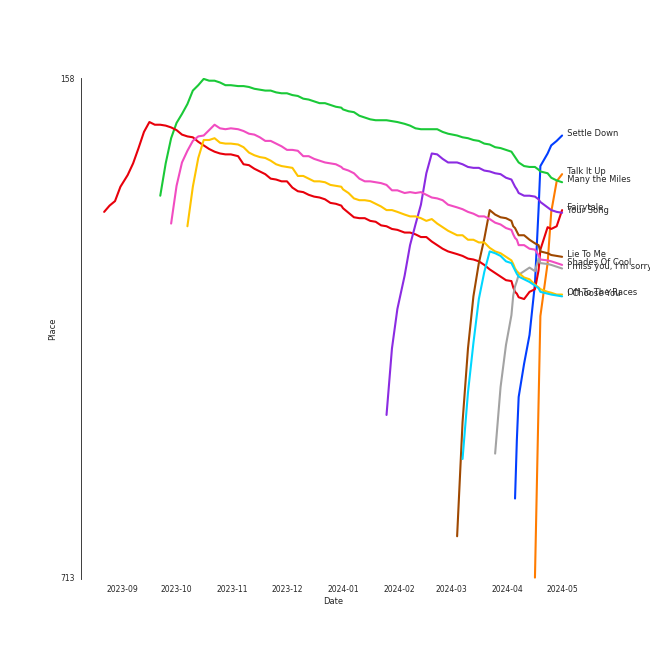 158
Settle Down
Talk It Up
Many the Miles
Fairytale
Your Song
Lie To Me
Shades Of Cool
I miss you, I'm sorry
Off To The Races
I Choose You
Place
713
2023-09
2023-10
2023-11
2023-12
2024-01
2024-02
2024-03
2024-04
2024-05
Date